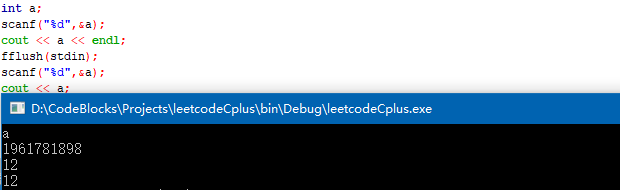 int a;
scanf("%d",&a);
cout << a << endl;
fflush(stdin);
scanf("%d",&a);
cout << a;
D:\CodeBlocks\Projects\leetcodeCplus\bin\Debug\leetcodeCplus.exe
a
1961781898
12
12